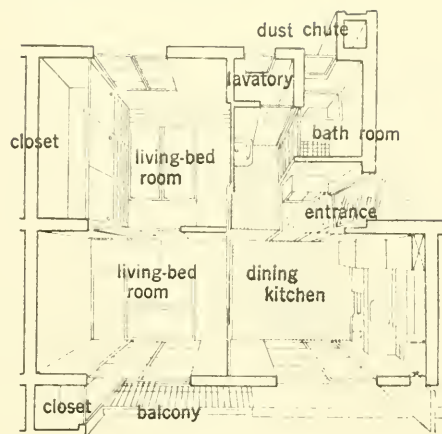 dust chute
lavatory
closet
bath room
living-bed
room
entrance
living-bed
room
dining
kitchen
closet
balcony